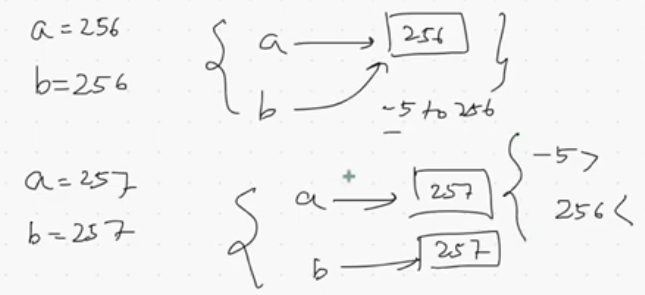 a = 256
b = 256
a → 256
b
-5 to 256
a = 257
b = 257
a → 257
b → 257
-5 >
256 <